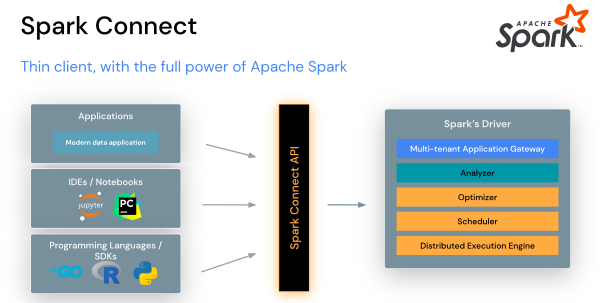 Spark Connect
APACHE
Spark
TM
Thin client, with the full power of Apache Spark
Applications
Modern data application
IDEs / Notebooks
jupyter
PC
Programming Languages /
SDKs
GO
R
Spark Connect API
Spark's Driver
Multi-tenant Application Gateway
Analyzer
Optimizer
Scheduler
Distributed Execution Engine